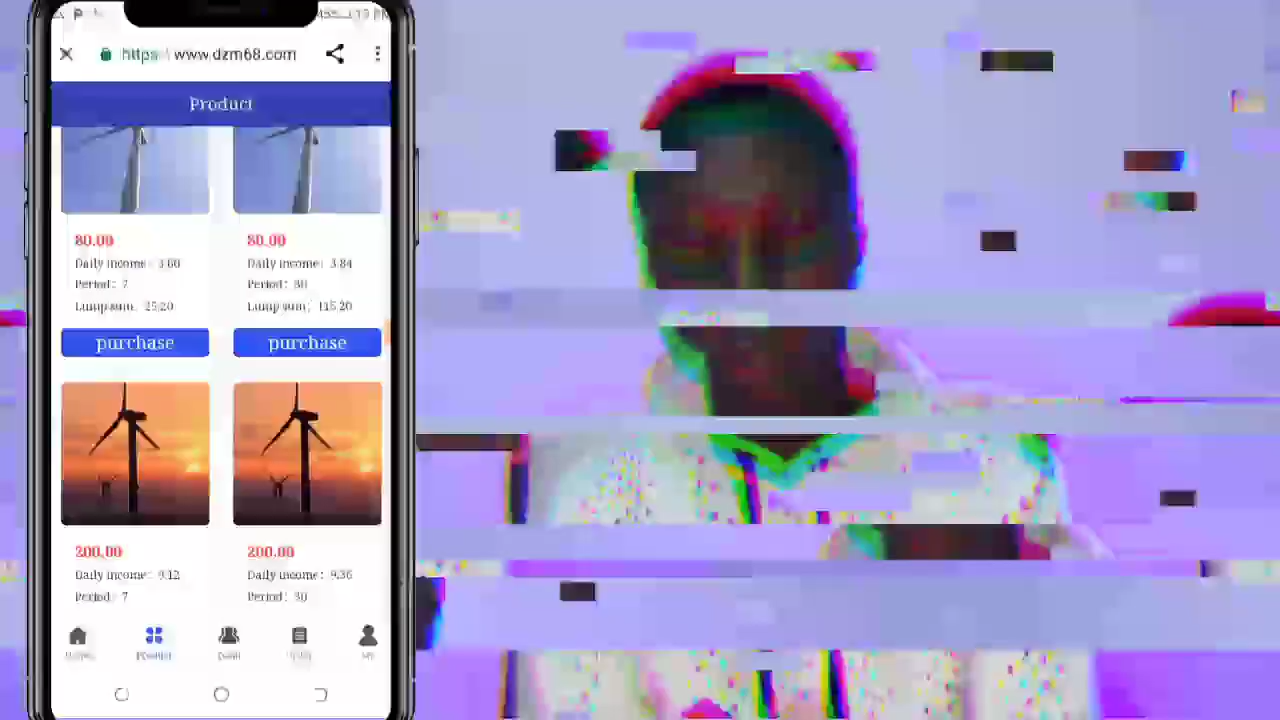 https www.dzm68.com
Product
80.00
Daily income: 3.60
Period: 7
Lump sum: 25.20
purchase
80.00
Daily income: 3.84
Period: 30
Lump sum: 115.20
purchase
200.00
Daily income: 9.12
Period: 7
200.00
Daily income: 9.36
Period: 30
Product